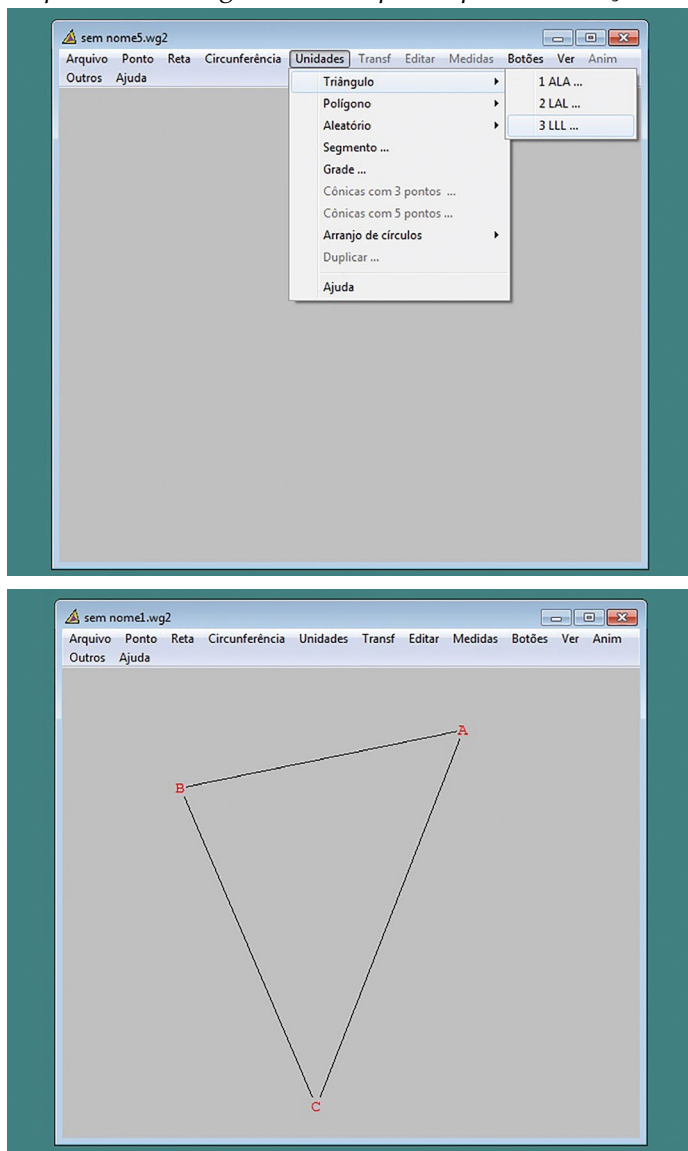 sem nome5.wg2
Arquivo Ponto Reta Circunferência Unidades Transf Editar Medidas Botões Ver Anim
Outros Ajuda
Triângulo
Polígono
Aleatório
Segmento ...
Grade ...
Cônicas com 3 pontos ...
Cônicas com 5 pontos ...
Arranjo de círculos
Duplicar ...
Ajuda
1 ALA ...
2 LAL ...
3 LLL ...
sem nome1.wg2
Arquivo Ponto Reta Circunferência Unidades Transf Editar Medidas Botões Ver Anim
Outros Ajuda
A
B
C